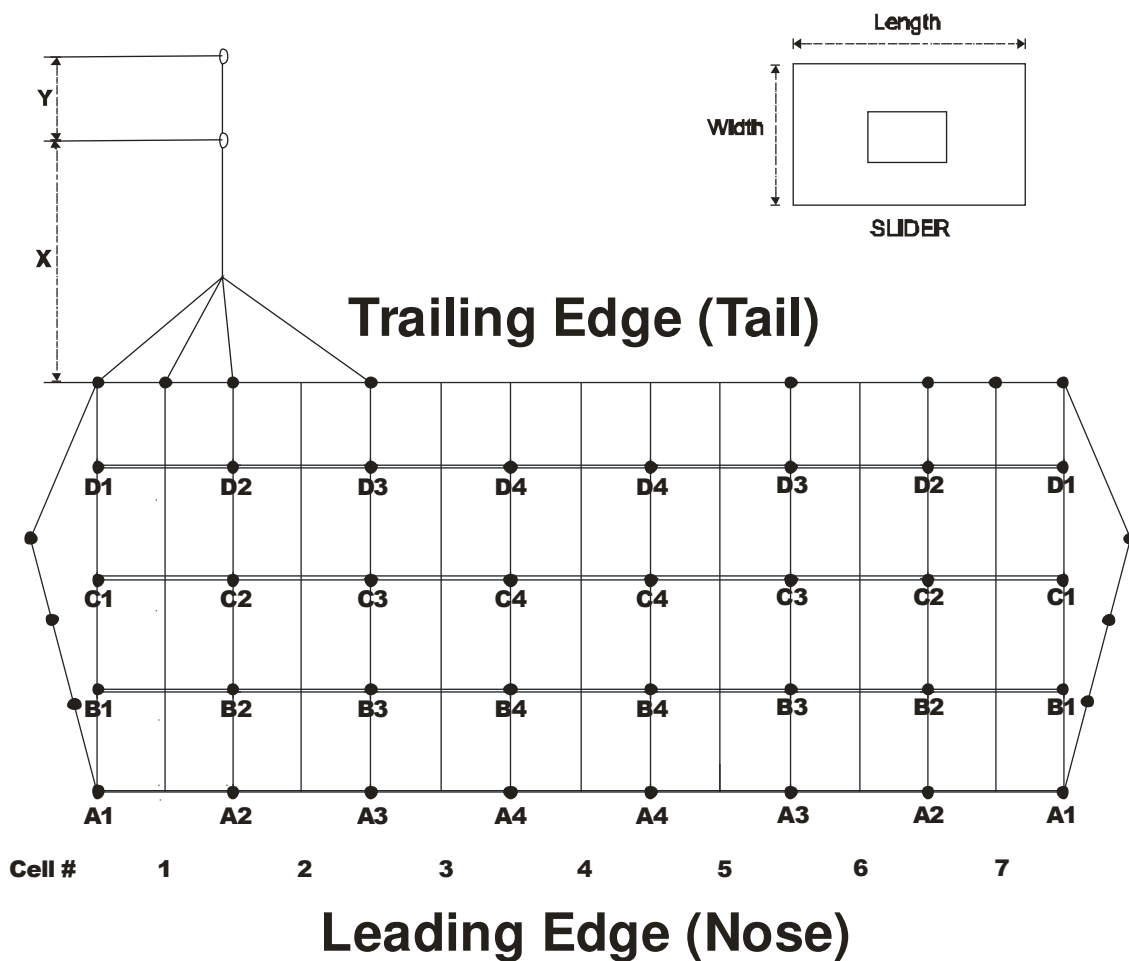 Length
Y
Width
SLIDER
X
Trailing Edge (Tail)
D1 D2 D3 D4 D4 D3 D2 D1
C1 C2 C3 C4 C4 C3 C2 C1
B1 B2 B3 B4 B4 B3 B2 B1
A1 A2 A3 A4 A4 A3 A2 A1
Cell # 1 2 3 4 5 6 7
Leading Edge (Nose)